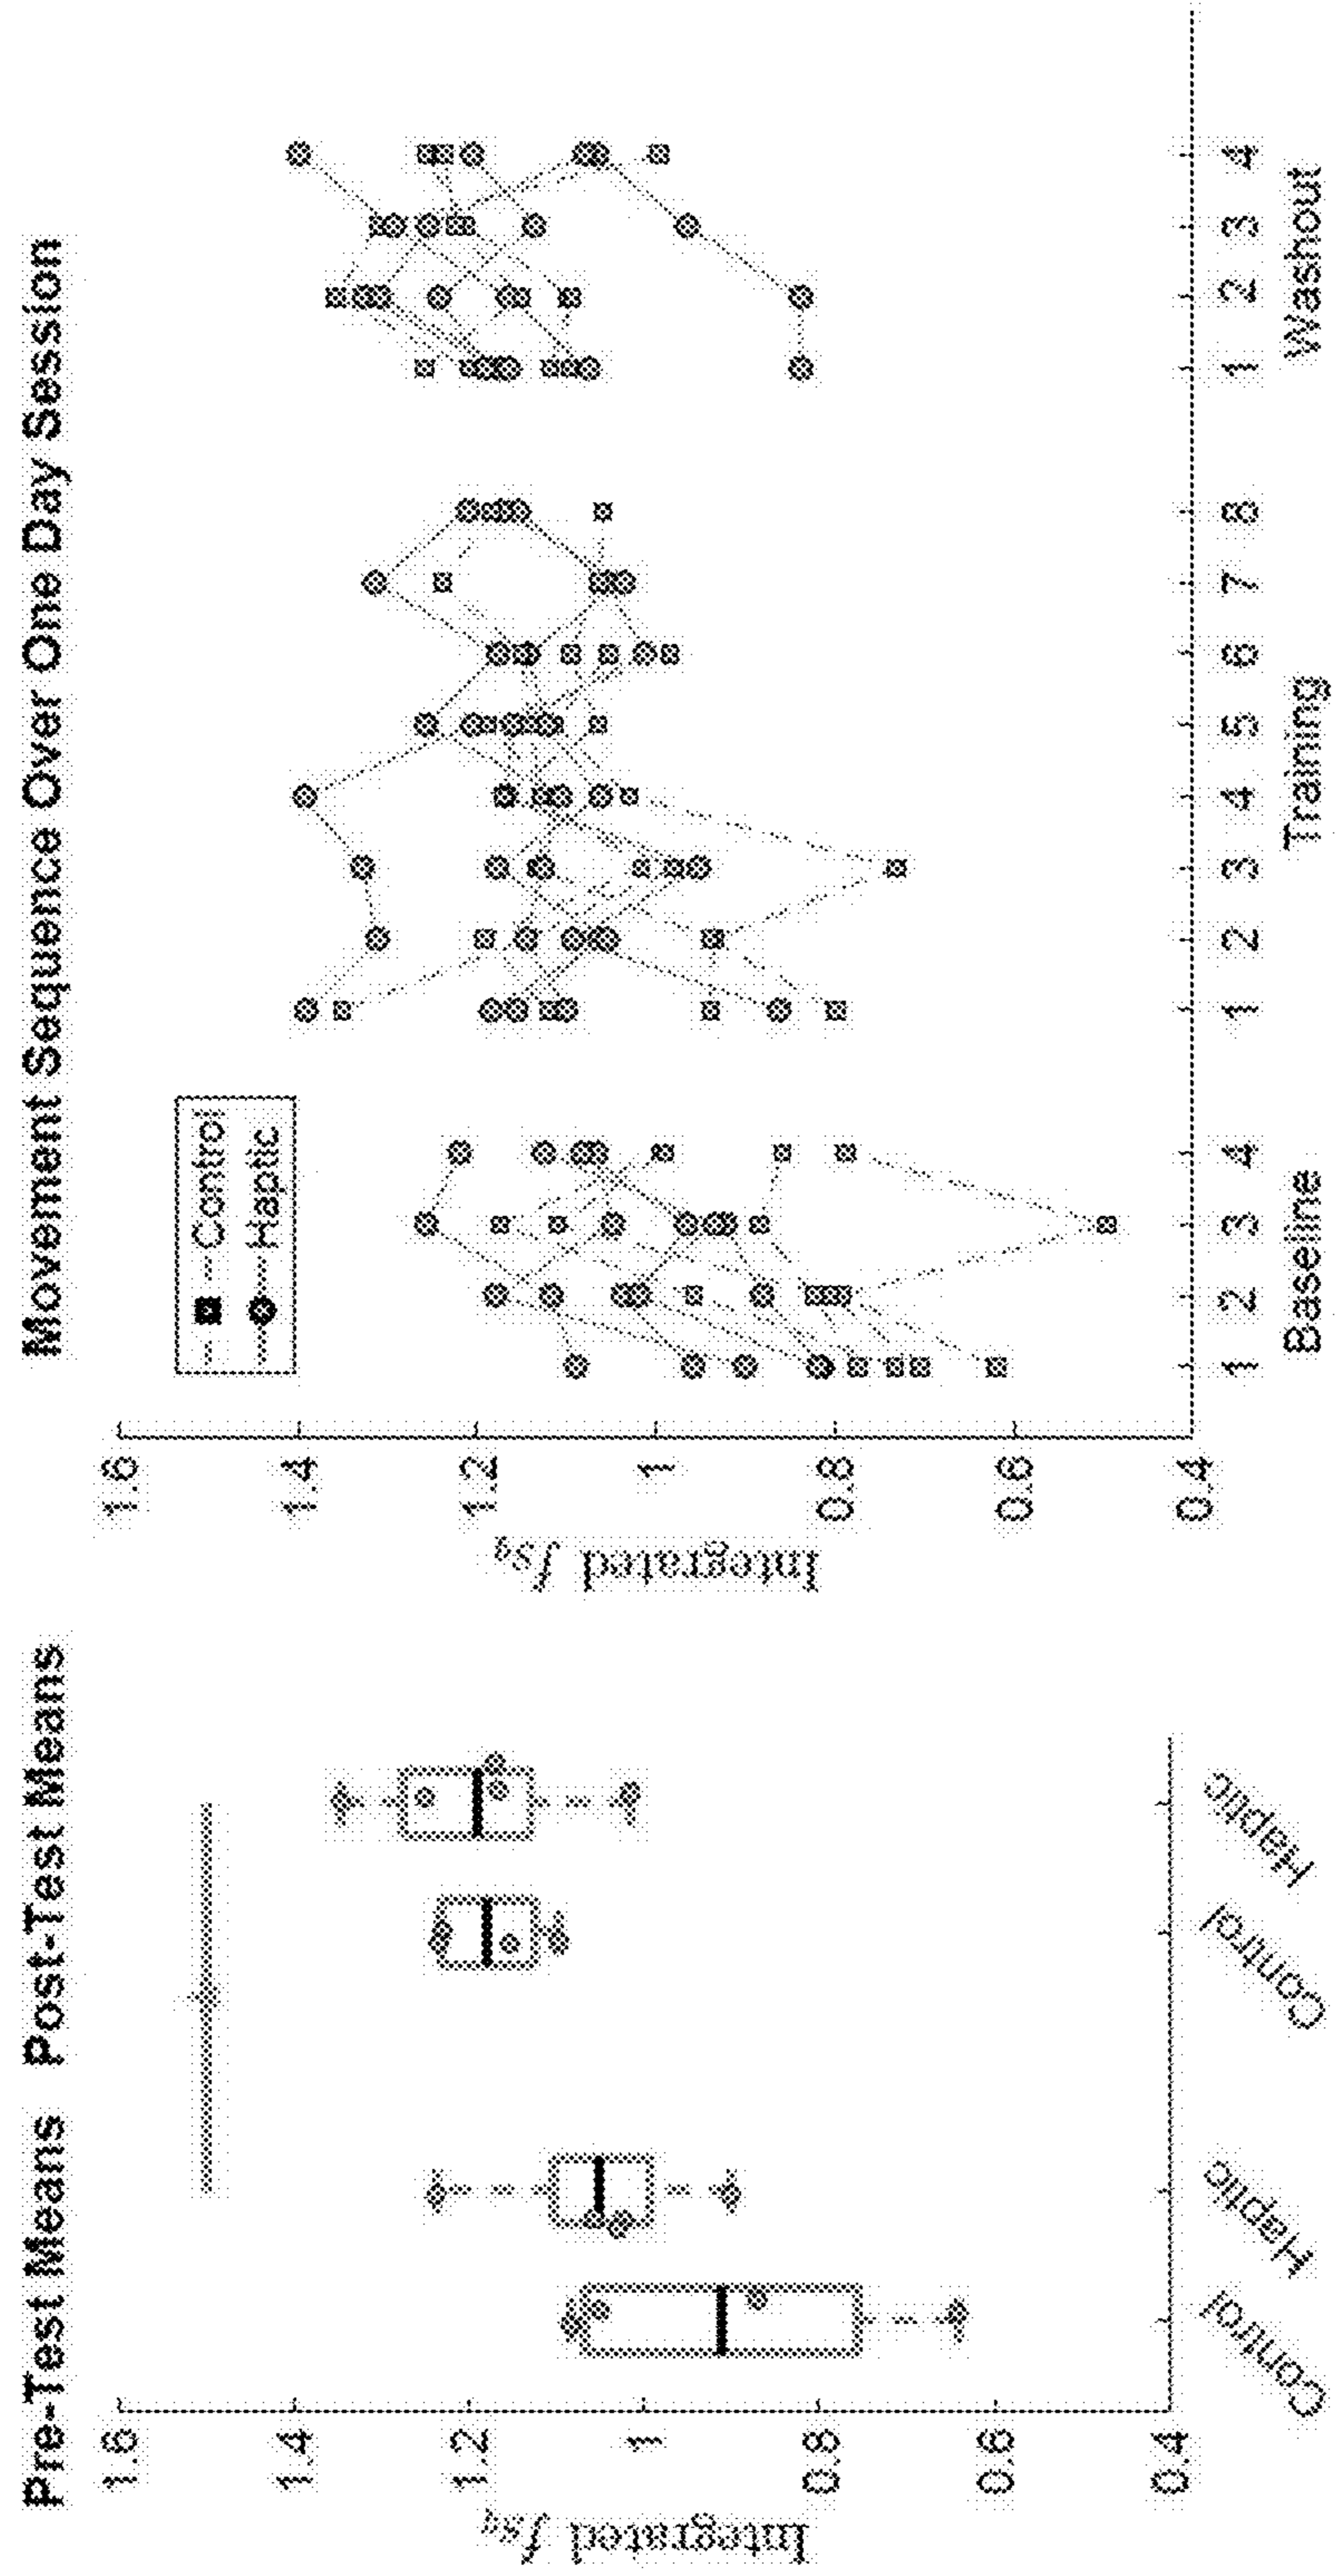 Pre-Test Means Post-Test Means
Integrated f_Sq
1.6
1.4
1.2
1
0.8
0.6
0.4
Control
Haptic
Control
Haptic
Movement Sequence Over One Day Session
Control
Haptic
Integrated f_Sq
1.6
1.4
1.2
1
0.8
0.6
0.4
1 2 3 4 1 2 3 4 5 6 7 8 1 2 3 4
Baseline Training Washout